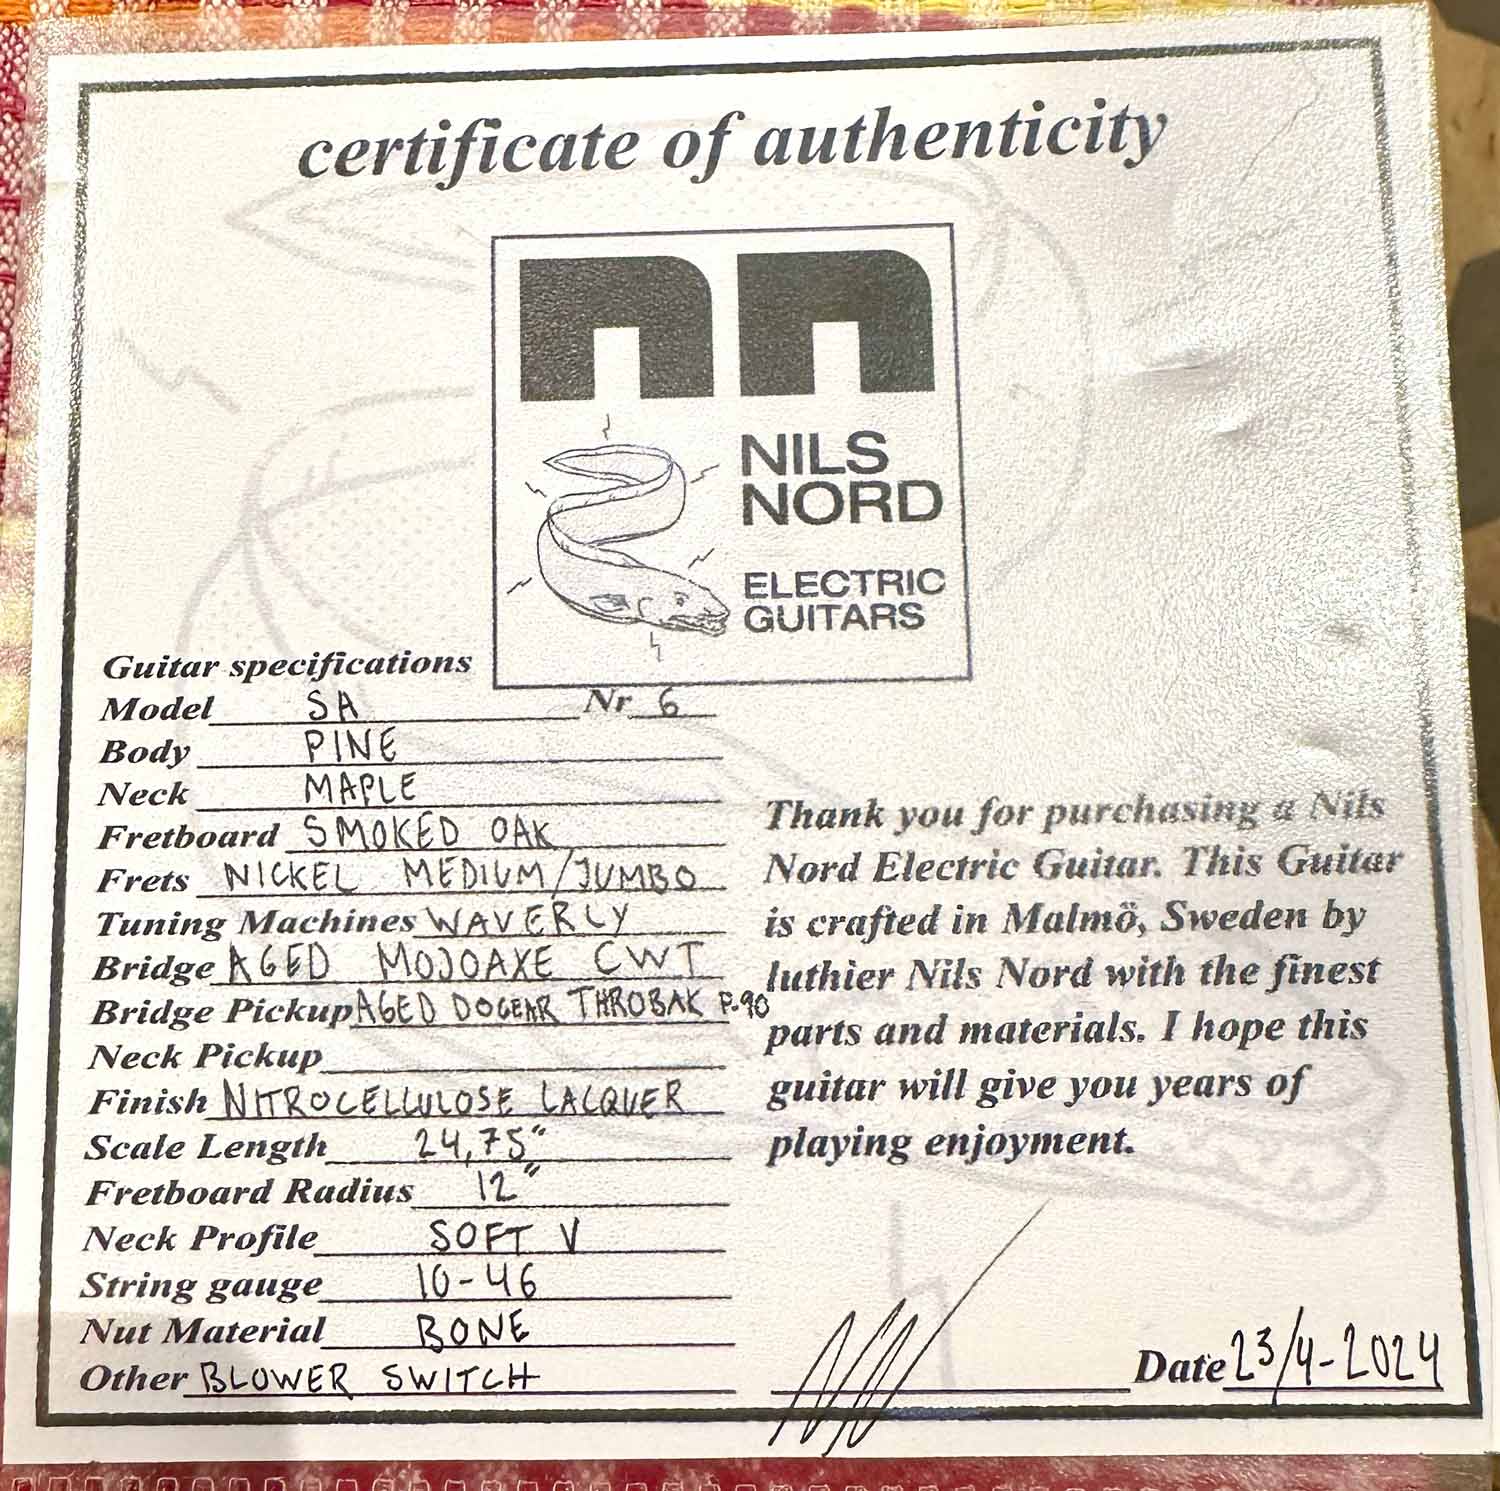 certificate of authenticity
nn
NILS
NORD
ELECTRIC
GUITARS
Guitar specifications
Model SA Nr 6
Body PINE
Neck MAPLE
Fretboard SMOKED OAK
Frets NICKEL MEDIUM/JUMBO
Tuning Machines WAVERLY
Bridge AGED MOJOAXE CWT
Bridge Pickup AGED DOGEAR THROBAK P-90
Neck Pickup
Finish NITROCELLULOSE LACQUER
Scale Length 24,75"
Fretboard Radius 12"
Neck Profile SOFT V
String gauge 10-46
Nut Material BONE
Other BLOWER SWITCH
Thank you for purchasing a Nils
Nord Electric Guitar. This Guitar
is crafted in Malmö, Sweden by
luthier Nils Nord with the finest
parts and materials. I hope this
guitar will give you years of
playing enjoyment.
Date 23/4-2024